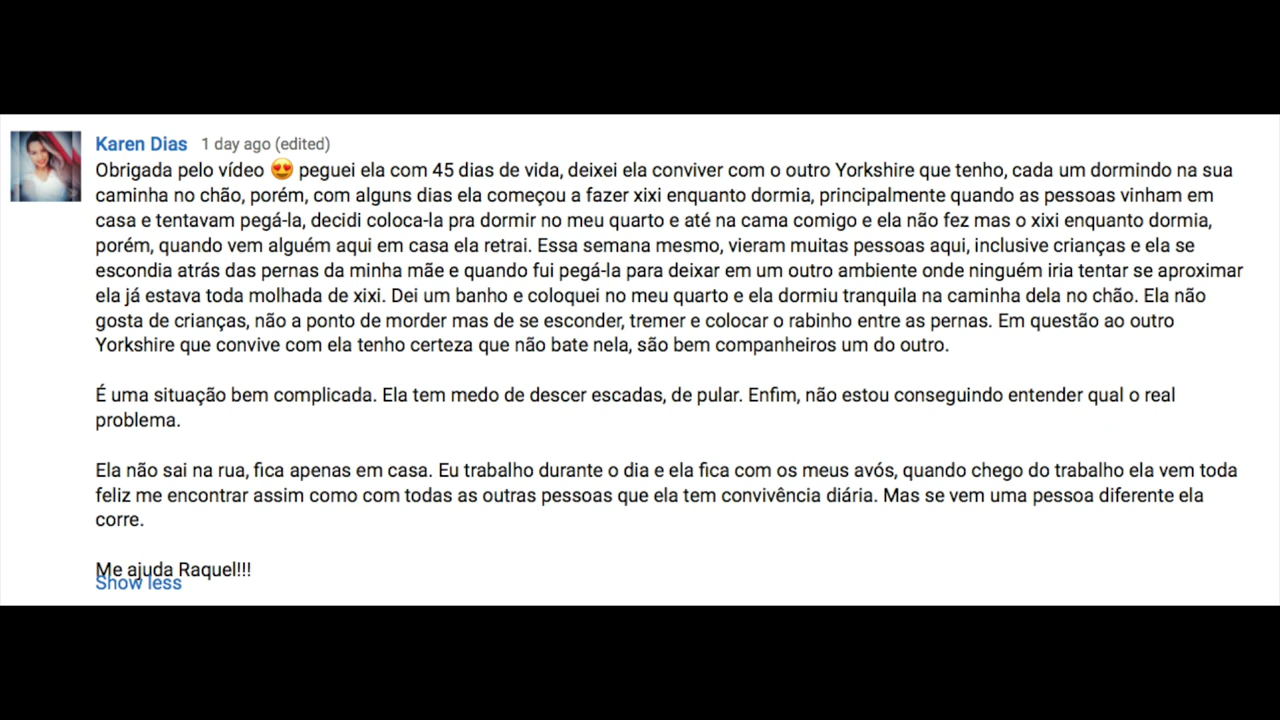 Karen Dias 1 day ago (edited)
Obrigada pelo vídeo 😍 peguei ela com 45 dias de vida, deixei ela conviver com o outro Yorkshire que tenho, cada um dormindo na sua
caminha no chão, porém, com alguns dias ela começou a fazer xixi enquanto dormia, principalmente quando as pessoas vinham em
casa e tentavam pegá-la, decidi coloca-la pra dormir no meu quarto e até na cama comigo e ela não fez mas o xixi enquanto dormia,
porém, quando vem alguém aqui em casa ela retrai. Essa semana mesmo, vieram muitas pessoas aqui, inclusive crianças e ela se
escondia atrás das pernas da minha mãe e quando fui pegá-la para deixar em um outro ambiente onde ninguém iria tentar se aproximar
ela já estava toda molhada de xixi. Dei um banho e coloquei no meu quarto e ela dormiu tranquila na caminha dela no chão. Ela não
gosta de crianças, não a ponto de morder mas de se esconder, tremer e colocar o rabinho entre as pernas. Em questão ao outro
Yorkshire que convive com ela tenho certeza que não bate nela, são bem companheiros um do outro.
É uma situação bem complicada. Ela tem medo de descer escadas, de pular. Enfim, não estou conseguindo entender qual o real
problema.
Ela não sai na rua, fica apenas em casa. Eu trabalho durante o dia e ela fica com os meus avós, quando chego do trabalho ela vem toda
feliz me encontrar assim como com todas as outras pessoas que ela tem convivência diária. Mas se vem uma pessoa diferente ela
corre.
Me ajuda Raquel!!!
Show less